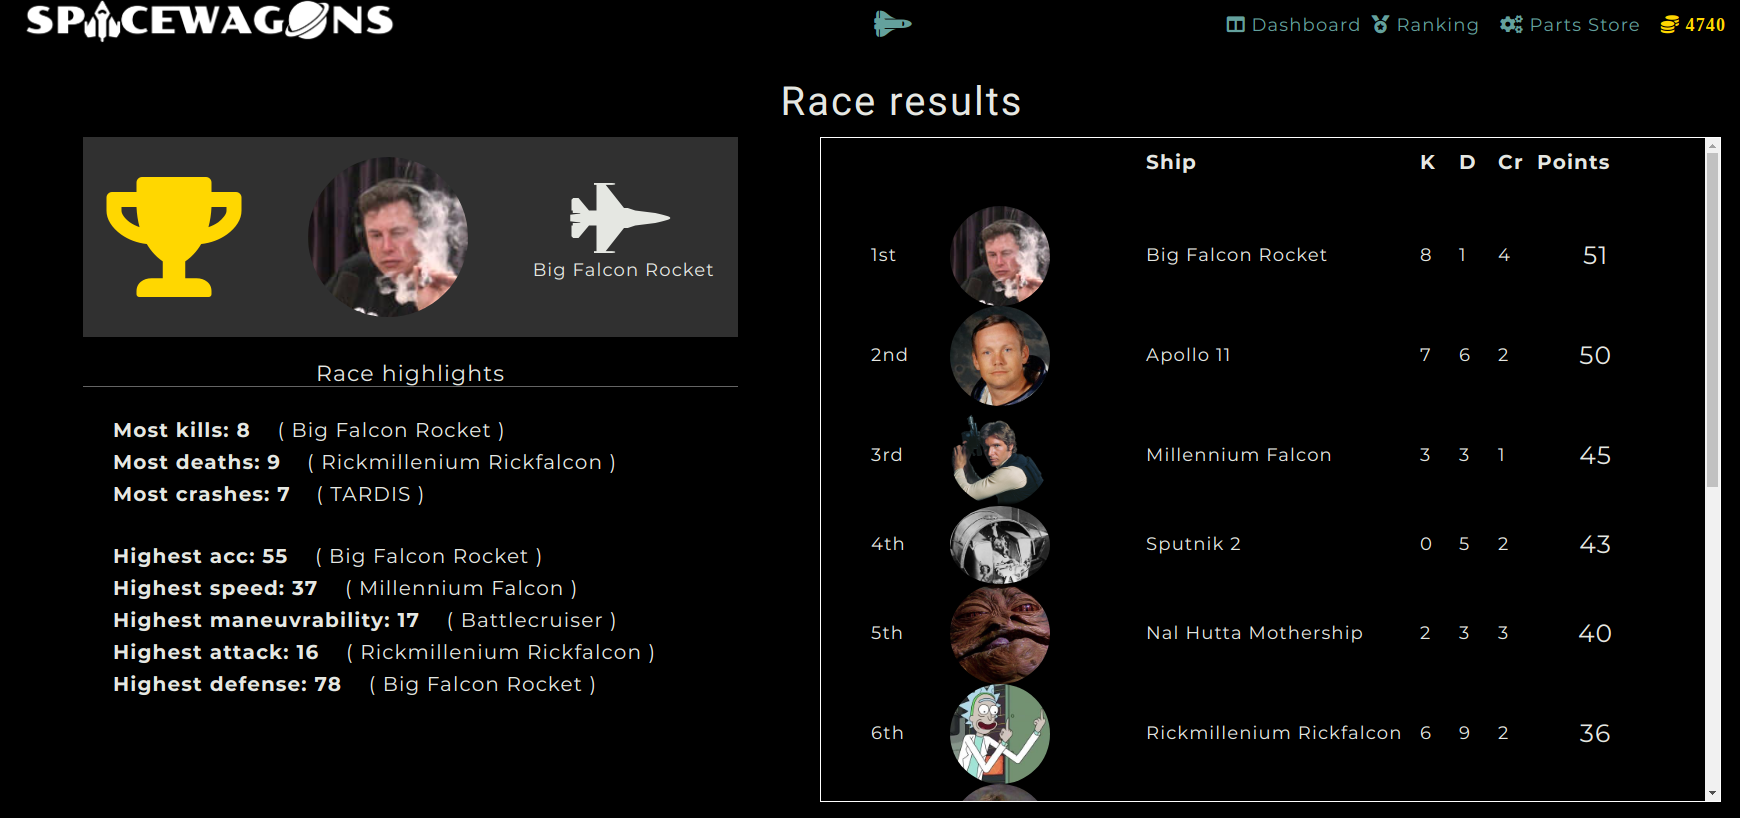 SPACEWAGONS
Dashboard Ranking Parts Store 4740
Race results
Big Falcon Rocket
Race highlights
Most kills: 8 ( Big Falcon Rocket )
Most deaths: 9 ( Rickmillenium Rickfalcon )
Most crashes: 7 ( TARDIS )
Highest acc: 55 ( Big Falcon Rocket )
Highest speed: 37 ( Millennium Falcon )
Highest maneuvrability: 17 ( Battlecruiser )
Highest attack: 16 ( Rickmillenium Rickfalcon )
Highest defense: 78 ( Big Falcon Rocket )
Ship K D Cr Points
1st Big Falcon Rocket 8 1 4 51
2nd Apollo 11 7 6 2 50
3rd Millennium Falcon 3 3 1 45
4th Sputnik 2 0 5 2 43
5th Nal Hutta Mothership 2 3 3 40
6th Rickmillenium Rickfalcon 6 9 2 36